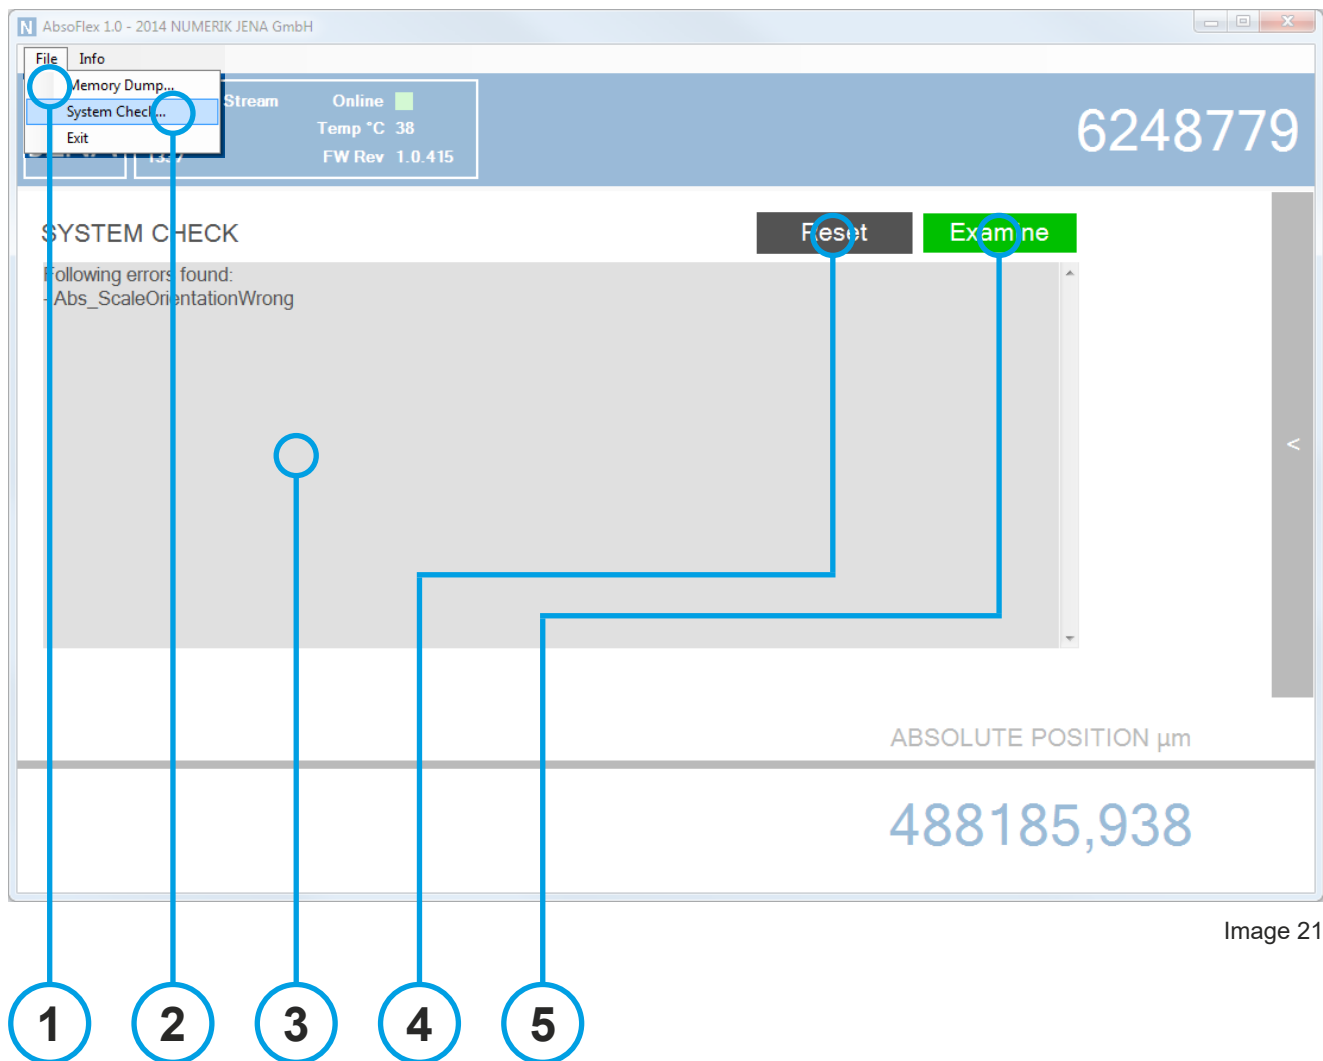 AbsoFlex 1.0 - 2014 NUMERIK JENA GmbH
File Info
Memory Dump...
System Check...
Exit
Stream
Online
Temp °C 38
FW Rev 1.0.415
6248779
SYSTEM CHECK
Reset
Examine
Following errors found:
- Abs_ScaleOrientationWrong
<
ABSOLUTE POSITION µm
488185,938
Image 21
1 2 3 4 5